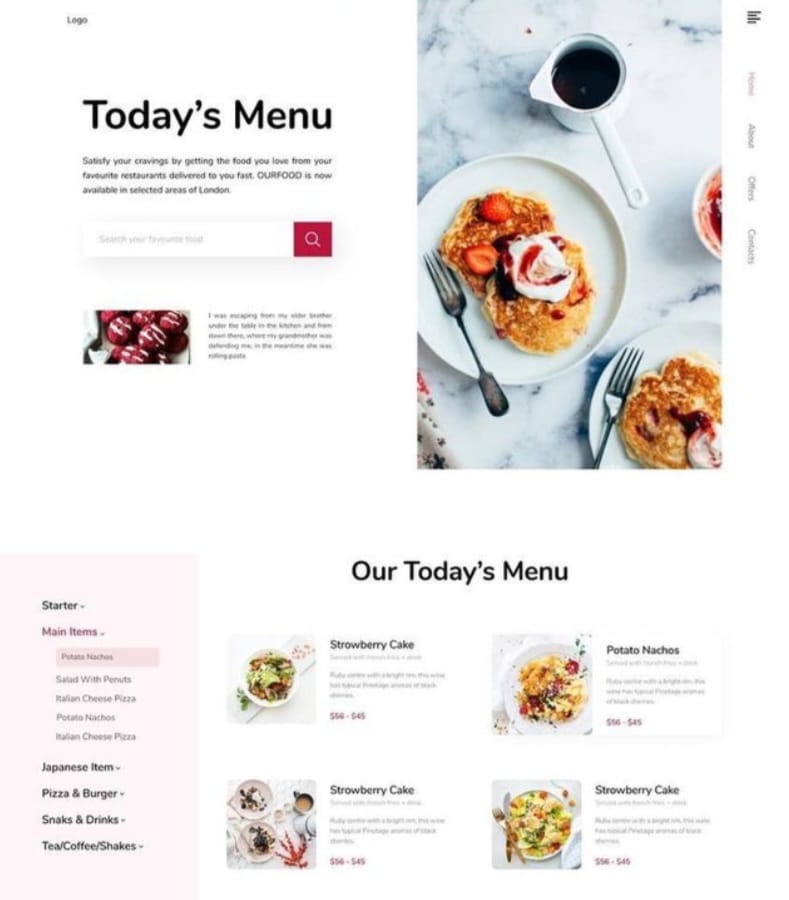 Logo
Today's Menu
Satisfy your cravings by getting the food you love from your
favourite restaurants delivered to you fast. OURFOOD is now
available in selected areas of London.
Search your favourite food
I was escaping from my older brother
under the table in the kitchen and from
down there, where my grandmother was
defending me, in the meantime she was
rolling pasta
Home
About
Offers
Contacts
Our Today's Menu
Starter
Main Items
Potato Nachos
Salad With Penuts
Italian Cheese Pizza
Potato Nachos
Italian Cheese Pizza
Japanese Item
Pizza & Burger
Snaks & Drinks
Tea/Coffee/Shakes
Strowberry Cake
Served with french fries + drink
Ruby centre with a bright rim, this wine
has typical Pinotage aromas of black
cherries.
$56 - $45
Potato Nachos
Served with french fries + drink
Ruby centre with a bright rim, this
wine has typical Pinotage aromas
of black cherries.
$56 - $45
Strowberry Cake
Served with french fries + drink
Ruby centre with a bright rim, this wine
has typical Pinotage aromas of black
cherries.
$56 - $45
Strowberry Cake
Served with french fries + drink
Ruby centre with a bright rim, this wine
has typical Pinotage aromas of black
cherries.
$56 - $45